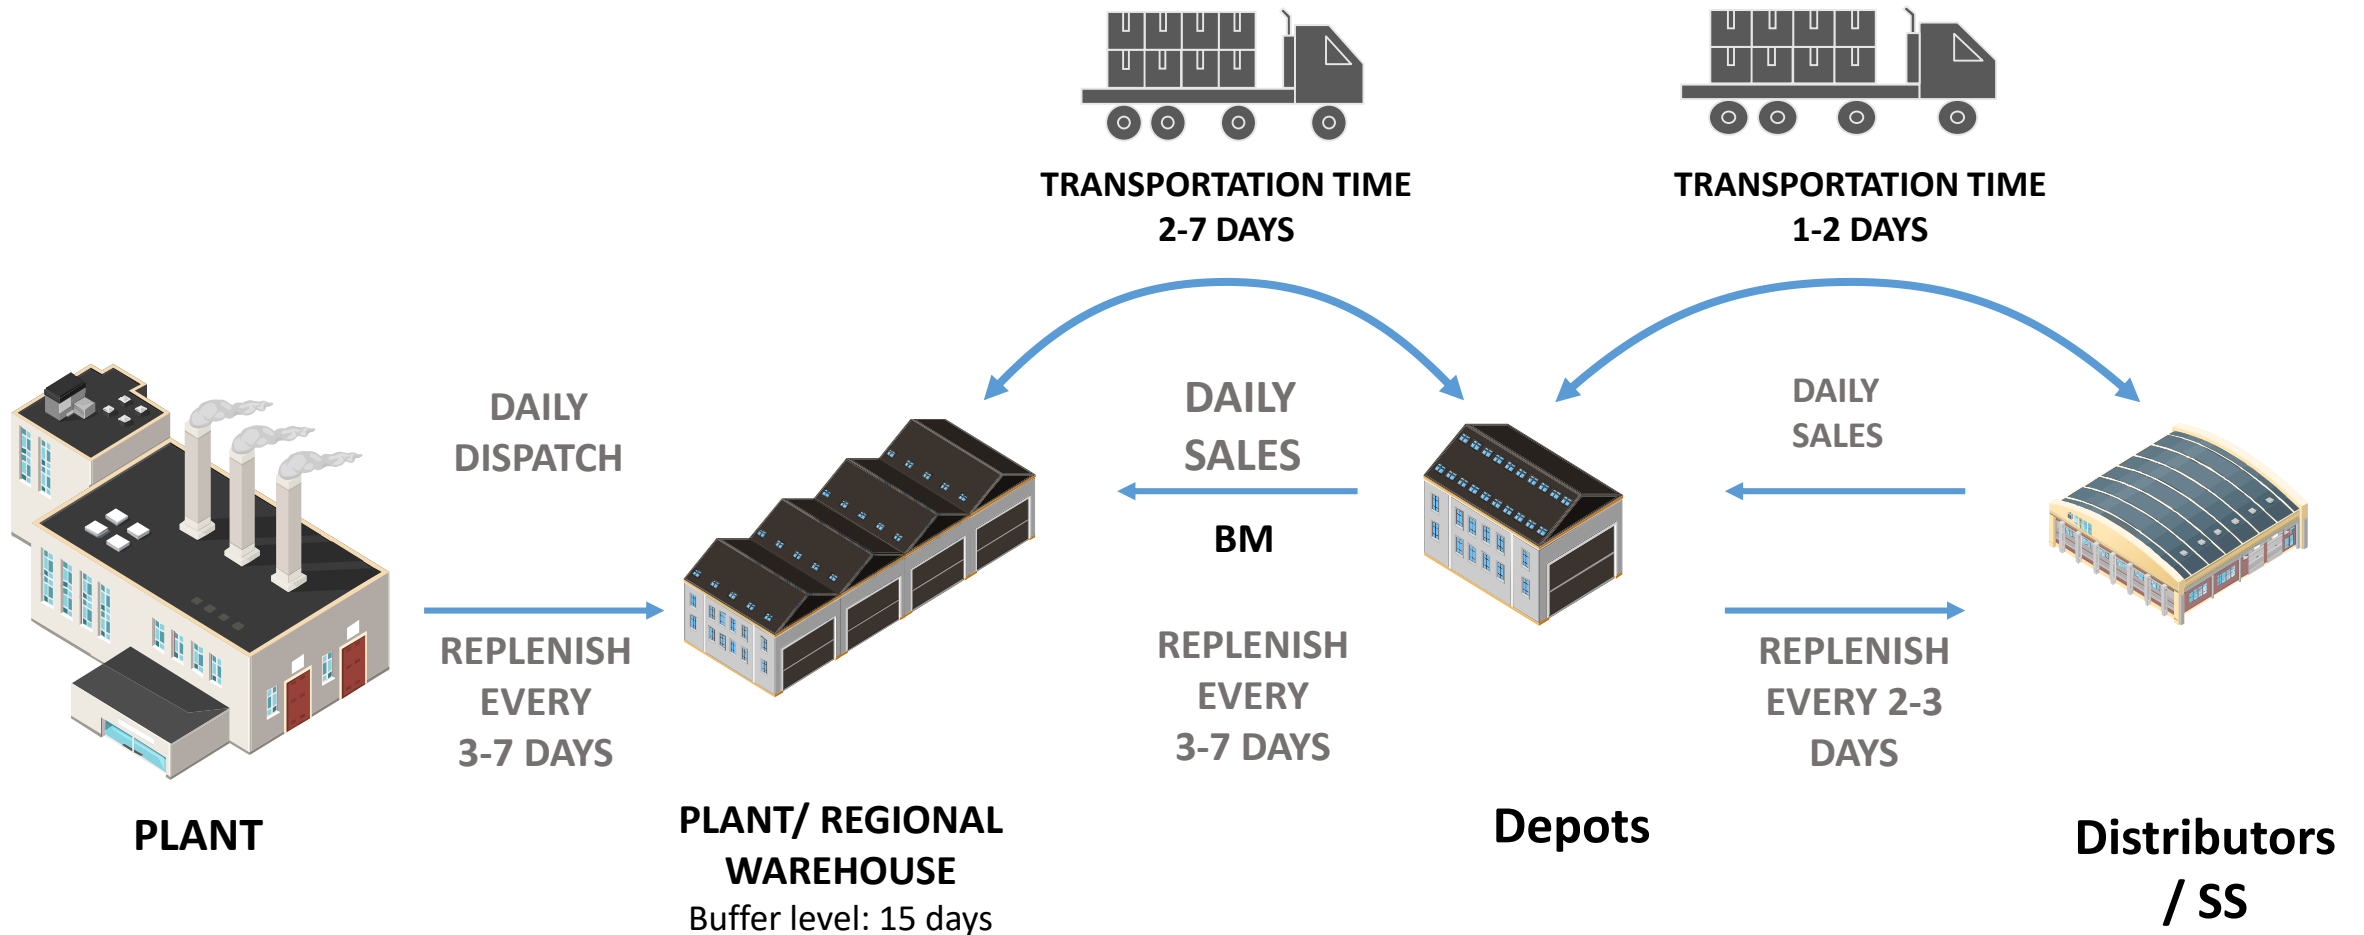 TRANSPORTATION TIME
2-7 DAYS
TRANSPORTATION TIME
1-2 DAYS
DAILY
DISPATCH
DAILY
SALES
DAILY
SALES
BM
REPLENISH
EVERY
3-7 DAYS
REPLENISH
EVERY
3-7 DAYS
REPLENISH
EVERY 2-3
DAYS
PLANT
PLANT/ REGIONAL
WAREHOUSE
Buffer level: 15 days
Depots
Distributors
/ SS